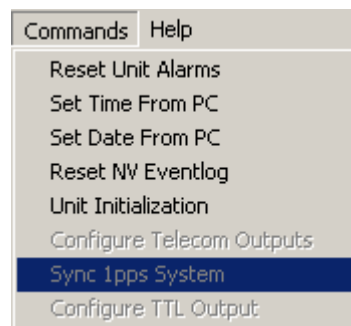 Commands Help
Reset Unit Alarms
Set Time From PC
Set Date From PC
Reset NV Eventlog
Unit Initialization
Configure Telecom Outputs
Sync 1pps System
Configure TTL Output